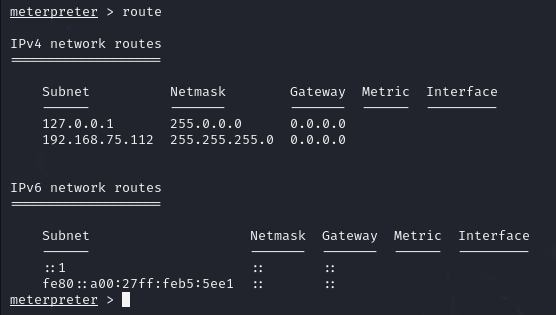 meterpreter > route
IPv4 network routes
Subnet Netmask Gateway Metric Interface
127.0.0.1 255.0.0.0 0.0.0.0
192.168.75.112 255.255.255.0 0.0.0.0
IPv6 network routes
Subnet Netmask Gateway Metric Interface
::1 :: ::
fe80::a00:27ff:feb5:5ee1 :: ::
meterpreter >